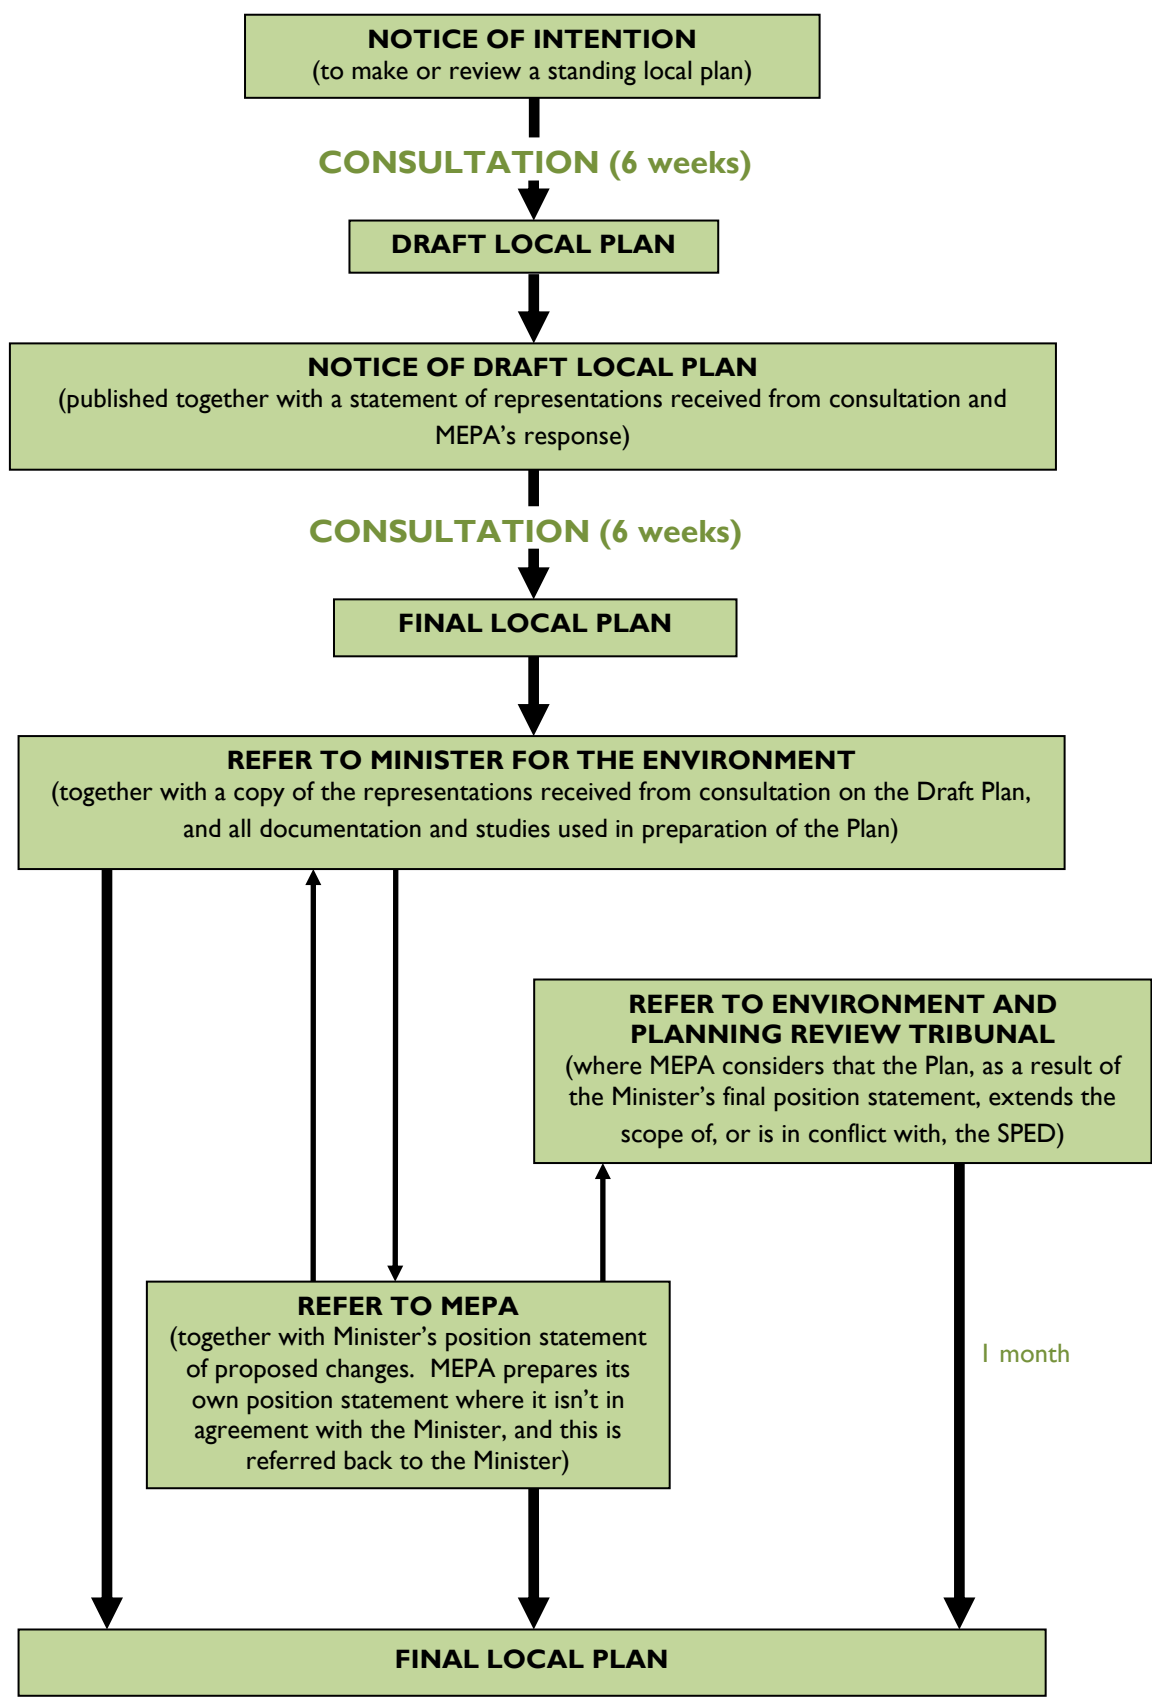 NOTICE OF INTENTION
(to make or review a standing local plan)
CONSULTATION (6 weeks)
DRAFT LOCAL PLAN
NOTICE OF DRAFT LOCAL PLAN
(published together with a statement of representations received from consultation and
MEPA’s response)
CONSULTATION (6 weeks)
FINAL LOCAL PLAN
REFER TO MINISTER FOR THE ENVIRONMENT
(together with a copy of the representations received from consultation on the Draft Plan,
and all documentation and studies used in preparation of the Plan)
REFER TO ENVIRONMENT AND
PLANNING REVIEW TRIBUNAL
(where MEPA considers that the Plan, as a result of
the Minister’s final position statement, extends the
scope of, or is in conflict with, the SPED)
REFER TO MEPA
(together with Minister’s position statement
of proposed changes.  MEPA prepares its
own position statement where it isn’t in
agreement with the Minister, and this is
referred back to the Minister)
1 month
FINAL LOCAL PLAN